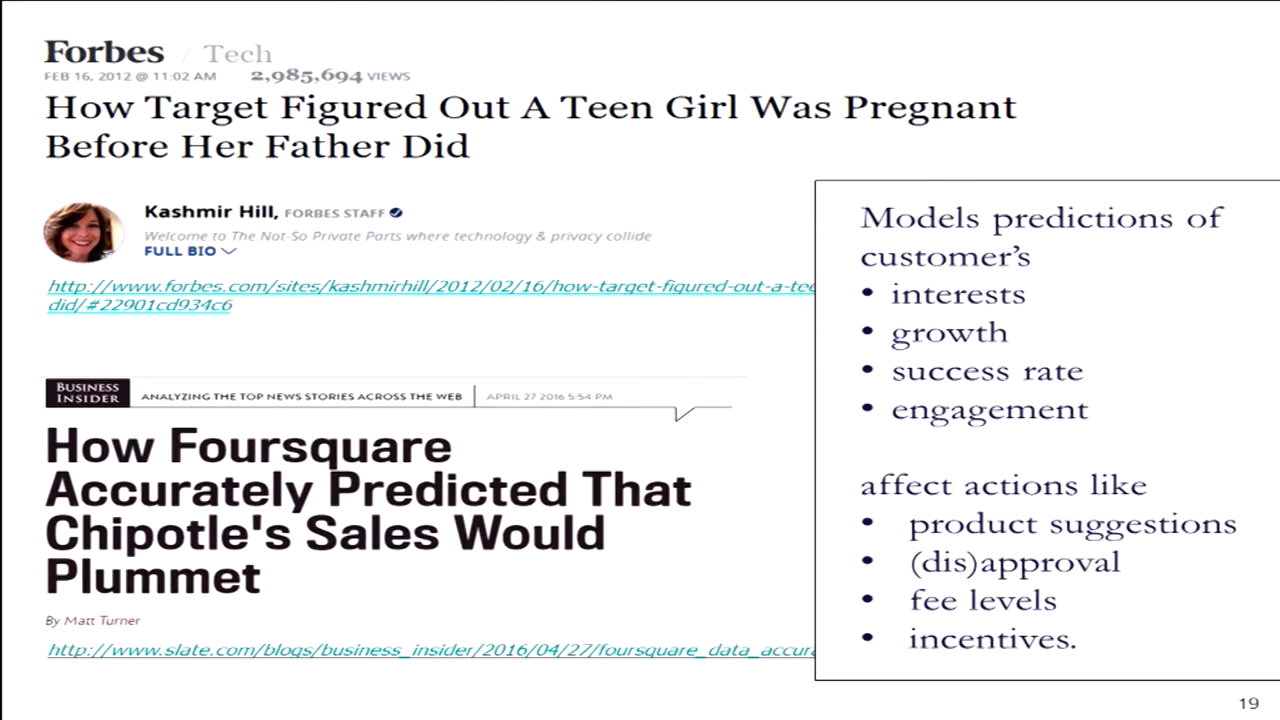 Forbes / Tech
FEB 16, 2012 @ 11:02 AM 2,985,694 VIEWS
How Target Figured Out A Teen Girl Was Pregnant
Before Her Father Did
Kashmir Hill, FORBES STAFF
Welcome to The Not-So Private Parts where technology & privacy collide
FULL BIO
http://www.forbes.com/sites/kashmirhill/2012/02/16/how-target-figured-out-a-tee
did/#22901cd934c6
BUSINESS
INSIDER
ANALYZING THE TOP NEWS STORIES ACROSS THE WEB
APRIL 27 2016 5:54 PM
How Foursquare
Accurately Predicted That
Chipotle's Sales Would
Plummet
By Matt Turner
http://www.slate.com/blogs/business_insider/2016/04/27/foursquare_data_accura
Models predictions of
customer’s
• interests
• growth
• success rate
• engagement
affect actions like
• product suggestions
• (dis)approval
• fee levels
• incentives.
19